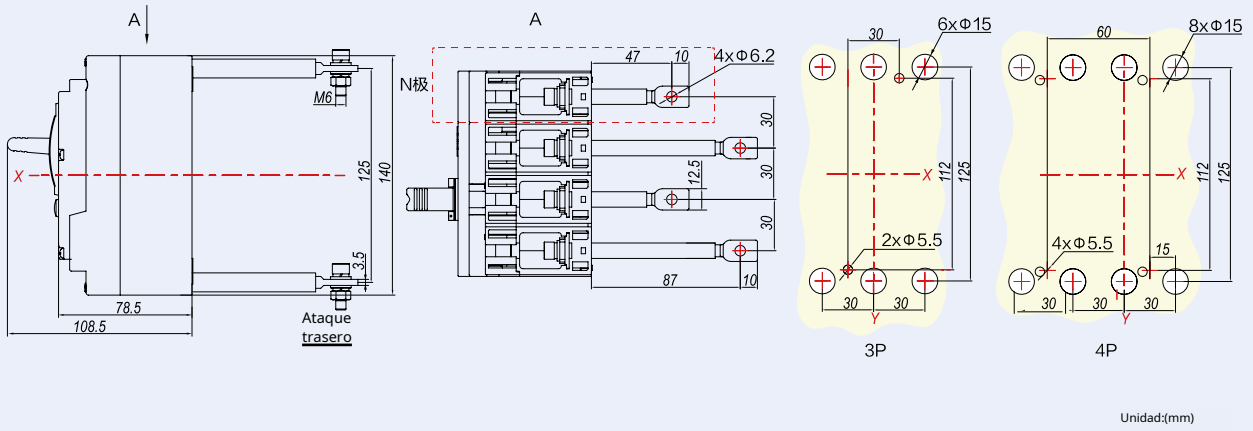 A
X
M6
125
140
3.5
78.5
108.5
Ataque
trasero
A
N极
47
10
4xΦ6.2
30
30
12.5
30
87
10
6xΦ15
30
X
112
125
2xΦ5.5
30
30
Y
3P
8xΦ15
60
X
112
125
4xΦ5.5
15
30
30
30
Y
Y
4P
Unidad:(mm)